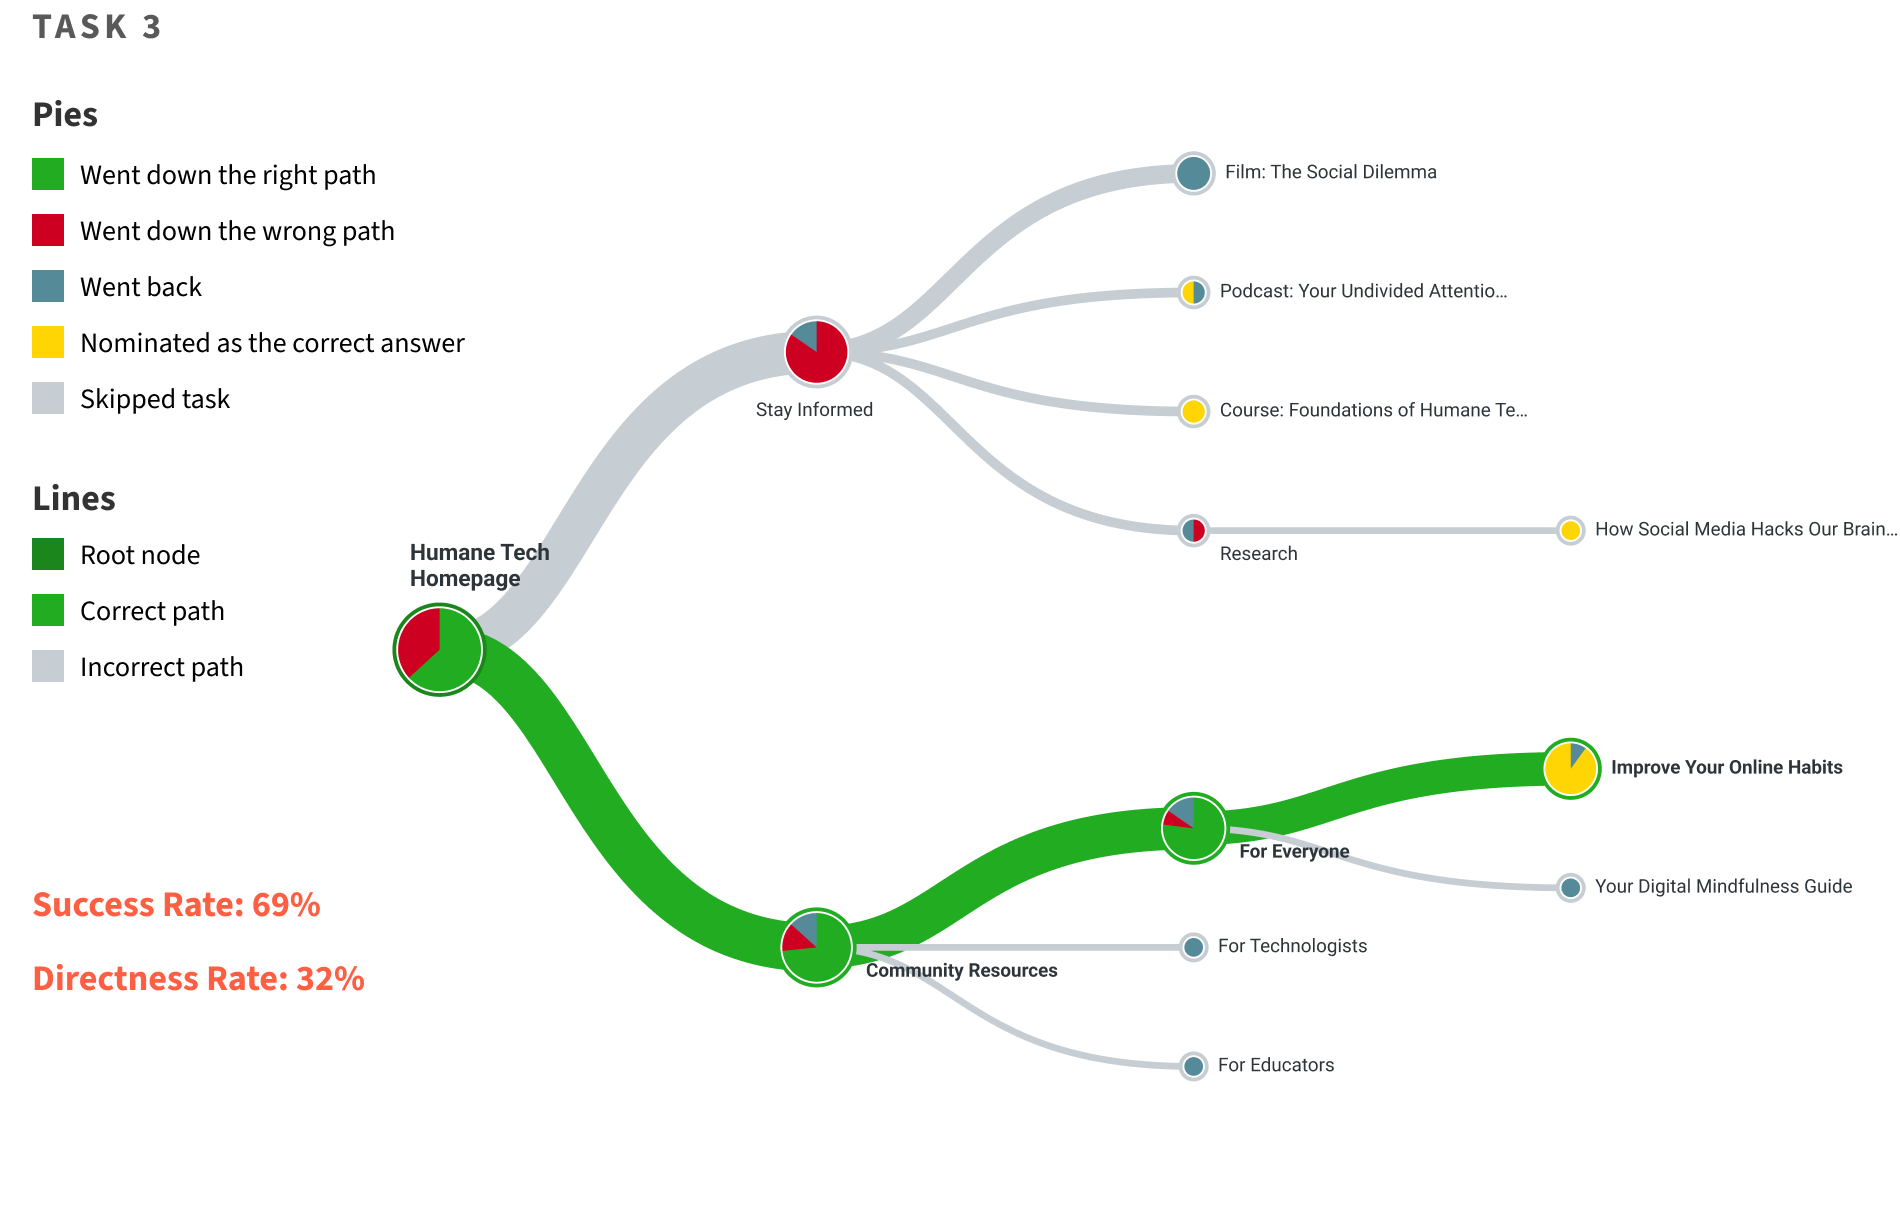 TASK 3
Pies
Went down the right path
Went down the wrong path
Went back
Nominated as the correct answer
Skipped task
Lines
Root node
Correct path
Incorrect path
Success Rate: 69%
Directness Rate: 32%
Humane Tech
Homepage
Stay Informed
Film: The Social Dilemma
Podcast: Your Undivided Attentio...
Course: Foundations of Humane Te...
Research
How Social Media Hacks Our Brain...
Community Resources
For Everyone
Improve Your Online Habits
Your Digital Mindfulness Guide
For Technologists
For Educators